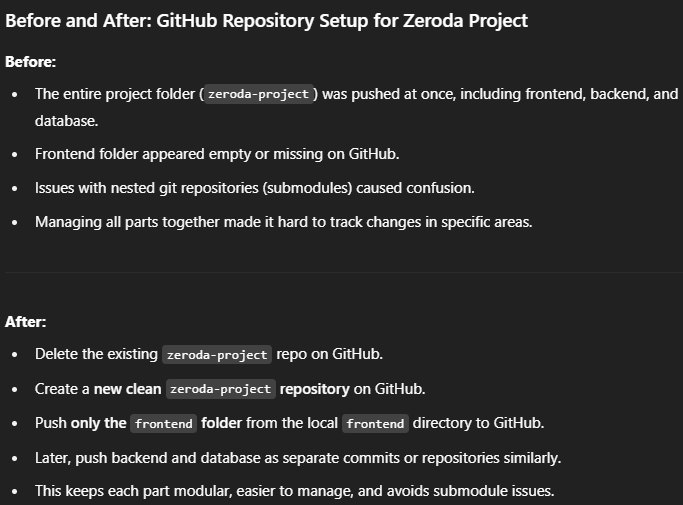 Before and After: GitHub Repository Setup for Zeroda Project
Before:
• The entire project folder (zeroda-project) was pushed at once, including frontend, backend, and
database.
• Frontend folder appeared empty or missing on GitHub.
• Issues with nested git repositories (submodules) caused confusion.
• Managing all parts together made it hard to track changes in specific areas.
After:
• Delete the existing zeroda-project repo on GitHub.
• Create a new clean zeroda-project repository on GitHub.
• Push only the frontend folder from the local frontend directory to GitHub.
• Later, push backend and database as separate commits or repositories similarly.
• This keeps each part modular, easier to manage, and avoids submodule issues.